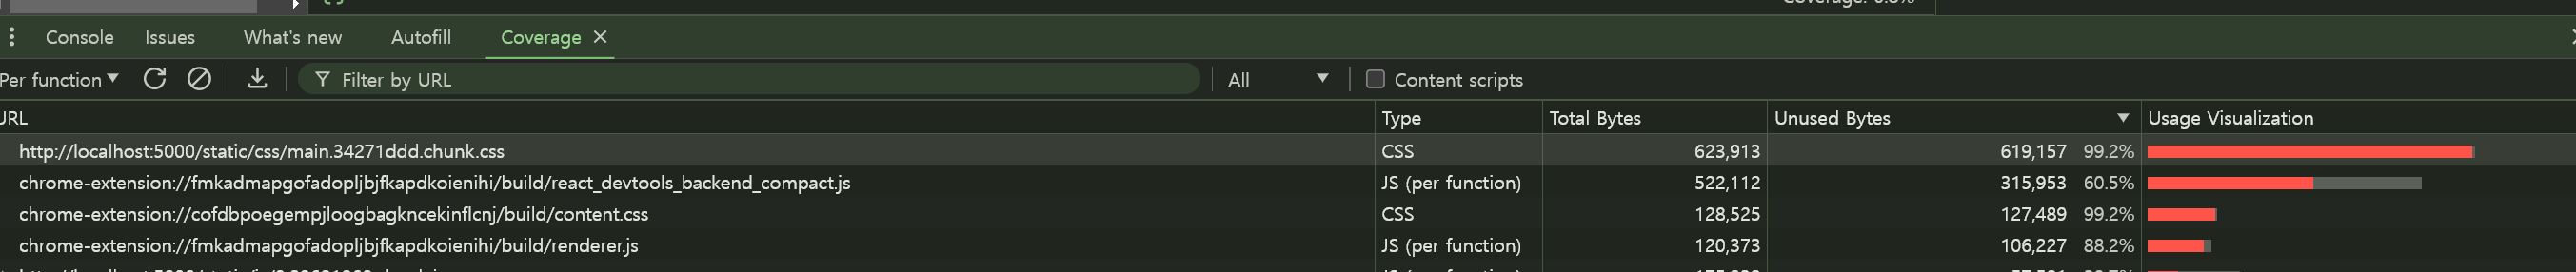 Console Issues What's new Autofill Coverage
Per function All Filter by URL Content scripts
URL Type Total Bytes Unused Bytes Usage Visualization
http://localhost:5000/static/css/main.34271ddd.chunk.css CSS 623,913 619,157 99.2%
chrome-extension://fmkadmapgofadopljbjfkapdkoienihi/build/react_devtools_backend_compact.js JS (per function) 522,112 315,953 60.5%
chrome-extension://cofdbpoegempjloogbagkncekinflcnj/build/content.css CSS 128,525 127,489 99.2%
chrome-extension://fmkadmapgofadopljbjfkapdkoienihi/build/renderer.js JS (per function) 120,373 106,227 88.2%